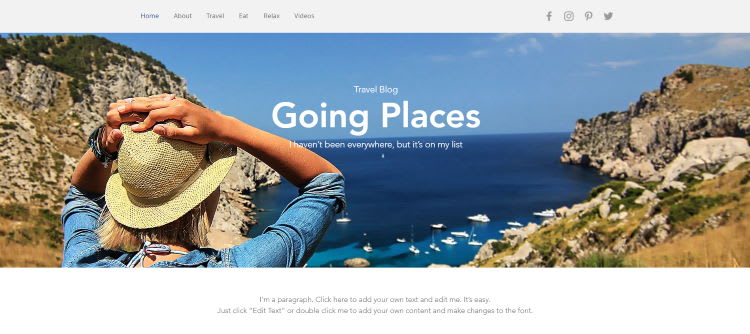 Home About Travel Eat Relax Videos
Travel Blog
Going Places
I haven't been everywhere, but it's on my list
I'm a paragraph. Click here to add your own text and edit me. It's easy.
Just click "Edit Text" or double click me to add your own content and make changes to the font.